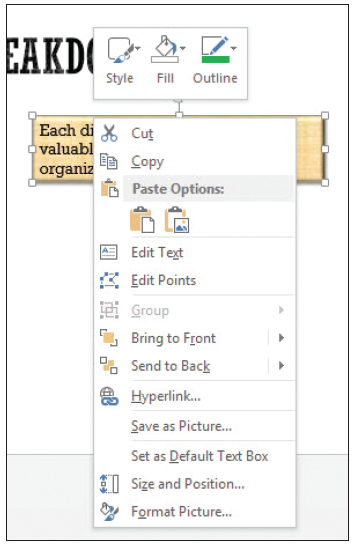 EAKDO
Style Fill Outline
Each di
valuabl
organiz
Cut
Copy
Paste Options:
Edit Text
Edit Points
Group
Bring to Front
Send to Back
Hyperlink...
Save as Picture...
Set as Default Text Box
Size and Position...
Format Picture...